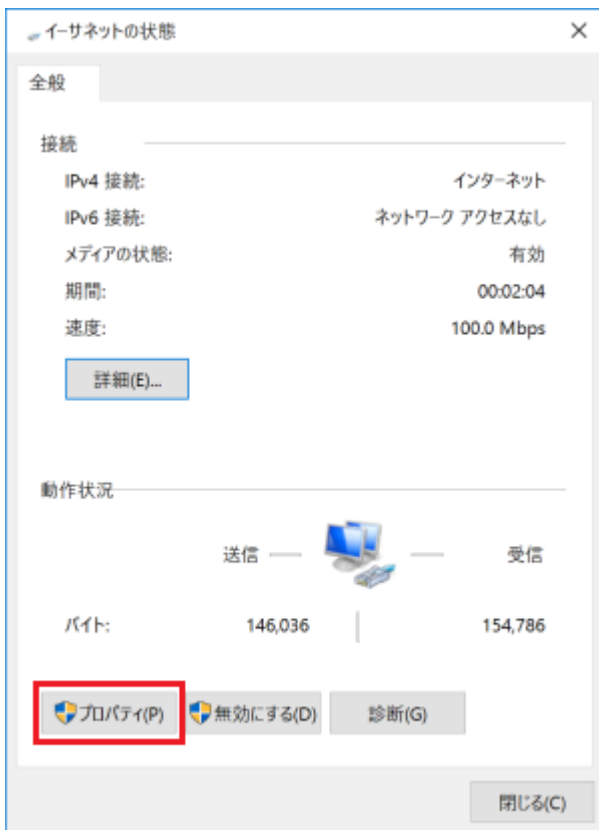 イーサネットの状態
全般
接続
IPv4 接続: インターネット
IPv6 接続: ネットワーク アクセスなし
メディアの状態: 有効
期間: 00:02:04
速度: 100.0 Mbps
詳細(E)...
動作状況
送信 受信
バイト: 146,036 154,786
プロパティ(P) 無効にする(D) 診断(G)
閉じる(C)